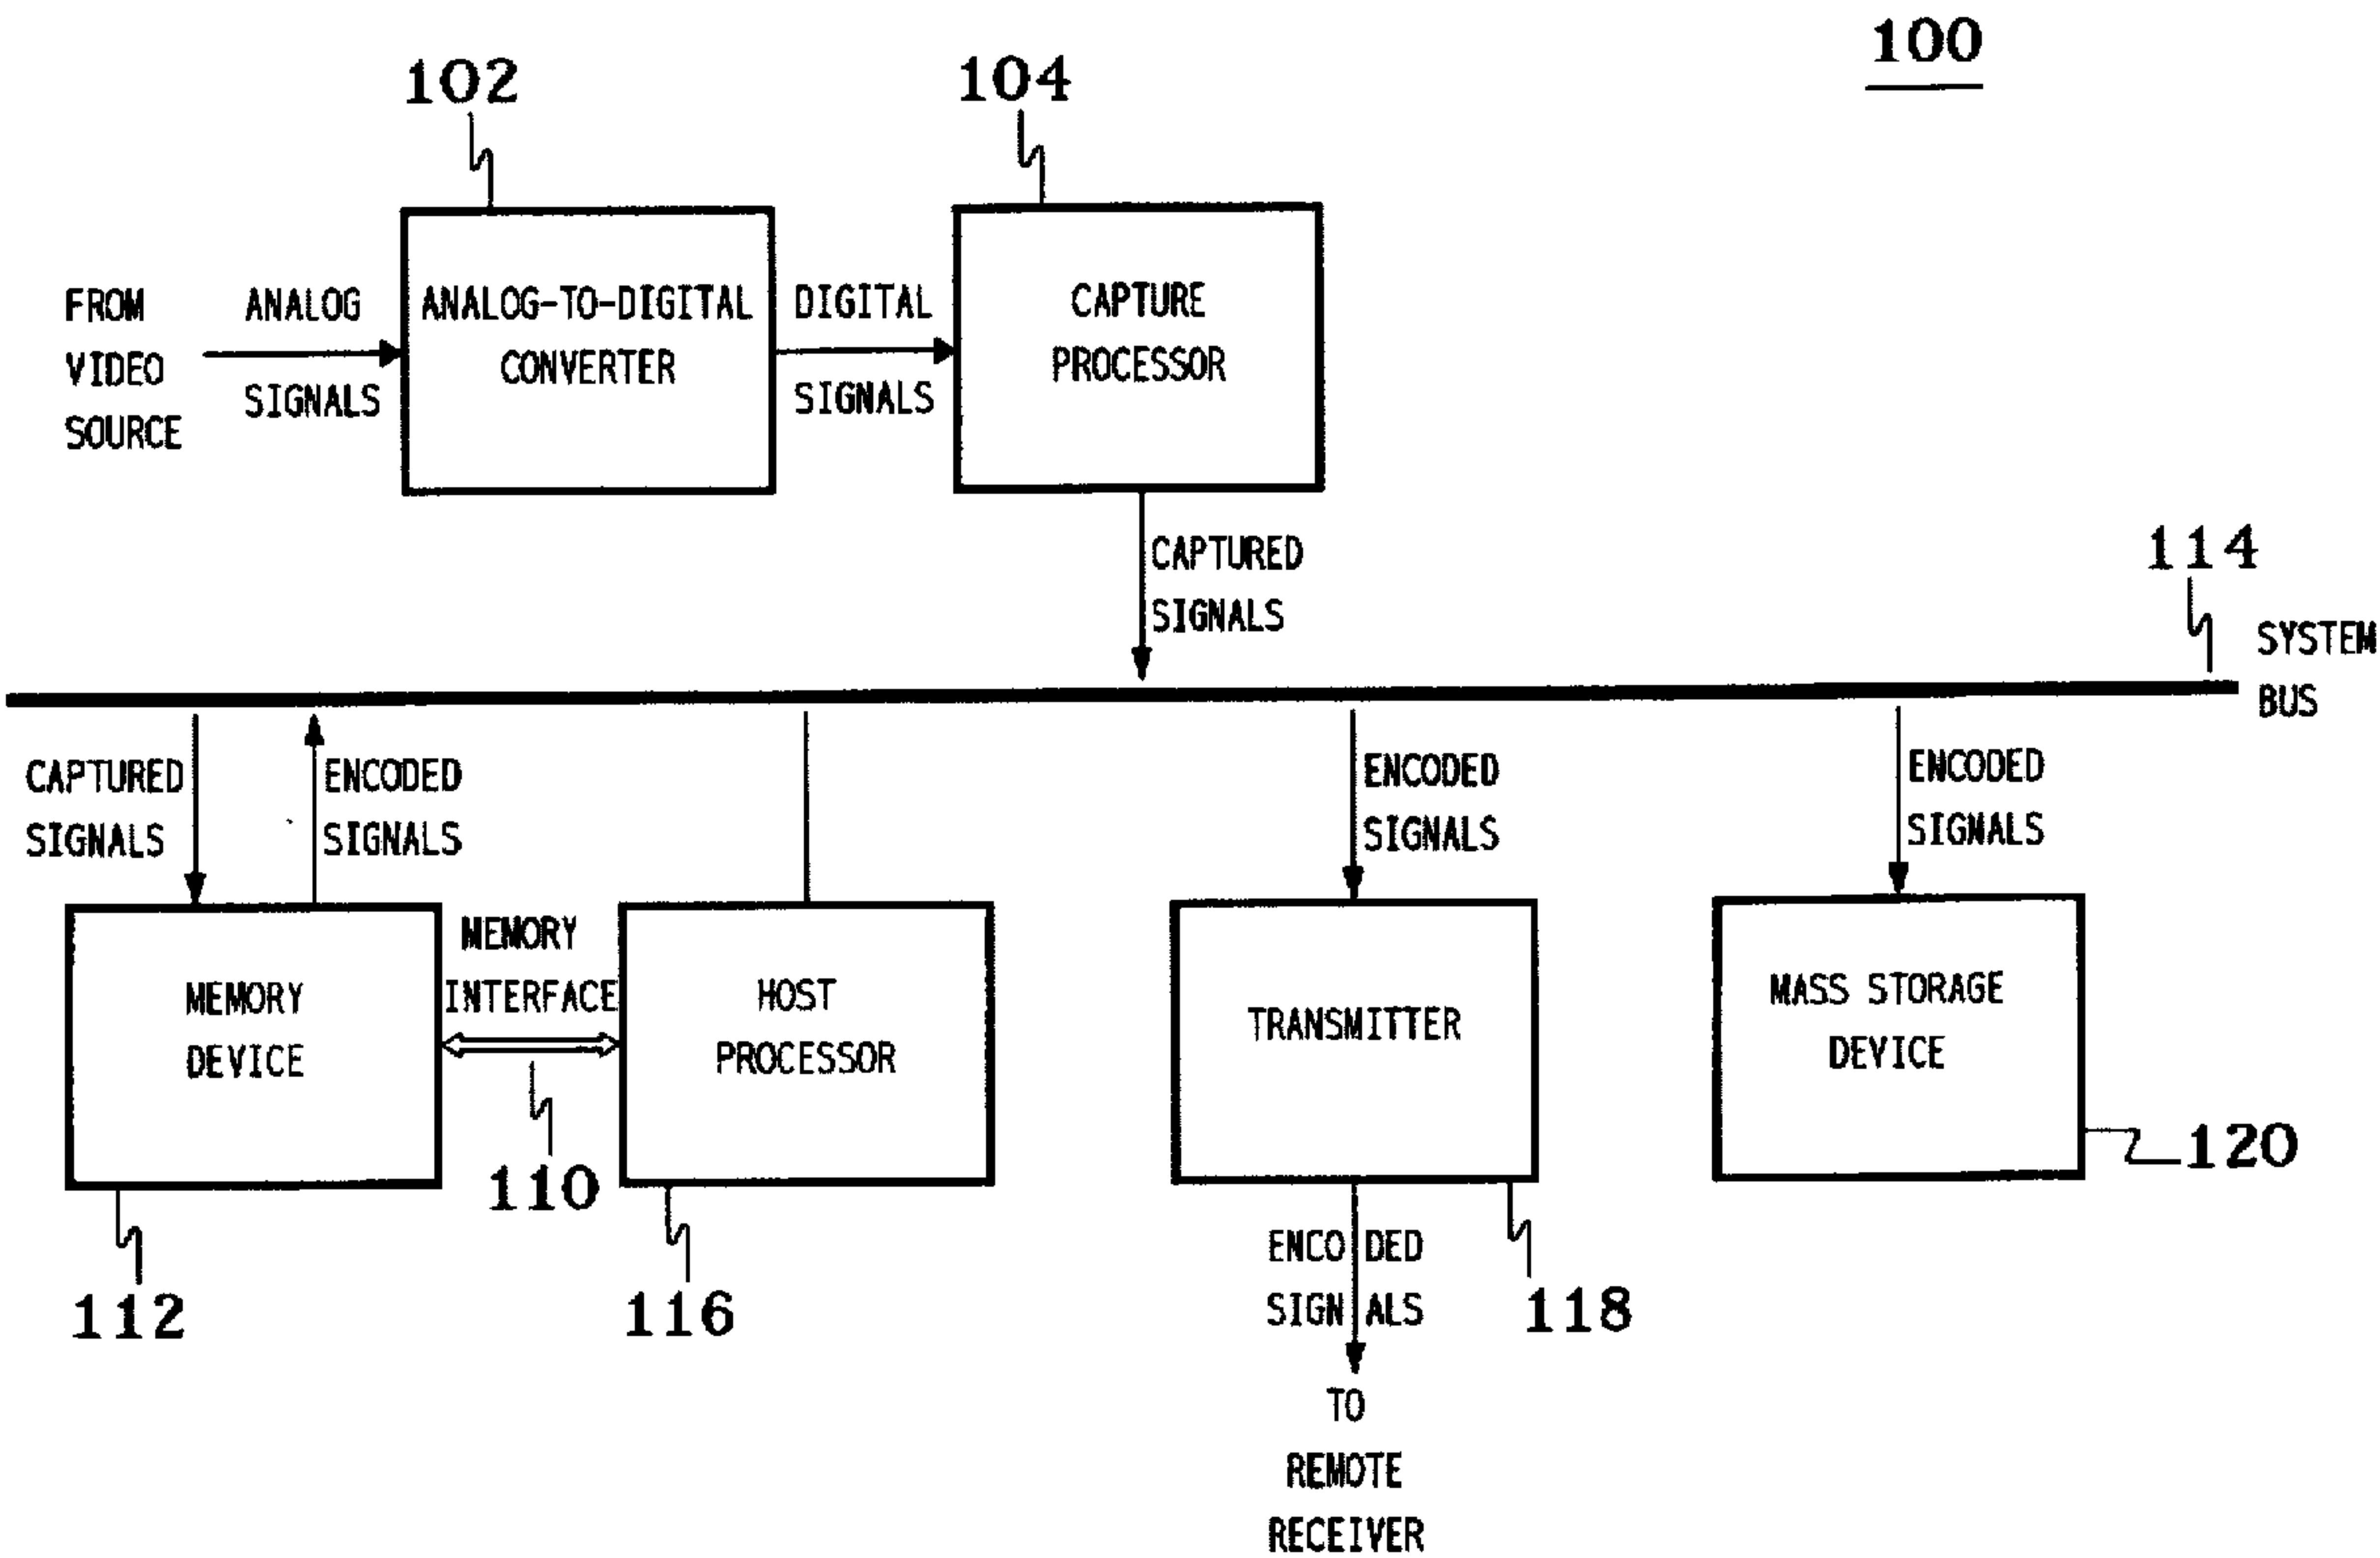 100
102
104
FROM
VIDEO
SOURCE
ANALOG
SIGNALS
ANALOG-TO-DIGITAL
CONVERTER
DIGITAL
SIGNALS
CAPTURE
PROCESSOR
CAPTURED
SIGNALS
114
SYSTEM
BUS
CAPTURED
SIGNALS
ENCODED
SIGNALS
ENCODED
SIGNALS
ENCODED
SIGNALS
MEMORY
DEVICE
MEMORY
INTERFACE
HOST
PROCESSOR
TRANSMITTER
MASS STORAGE
DEVICE
110
120
112
116
ENCODED
SIGNALS
118
TO
REMOTE
RECEIVER